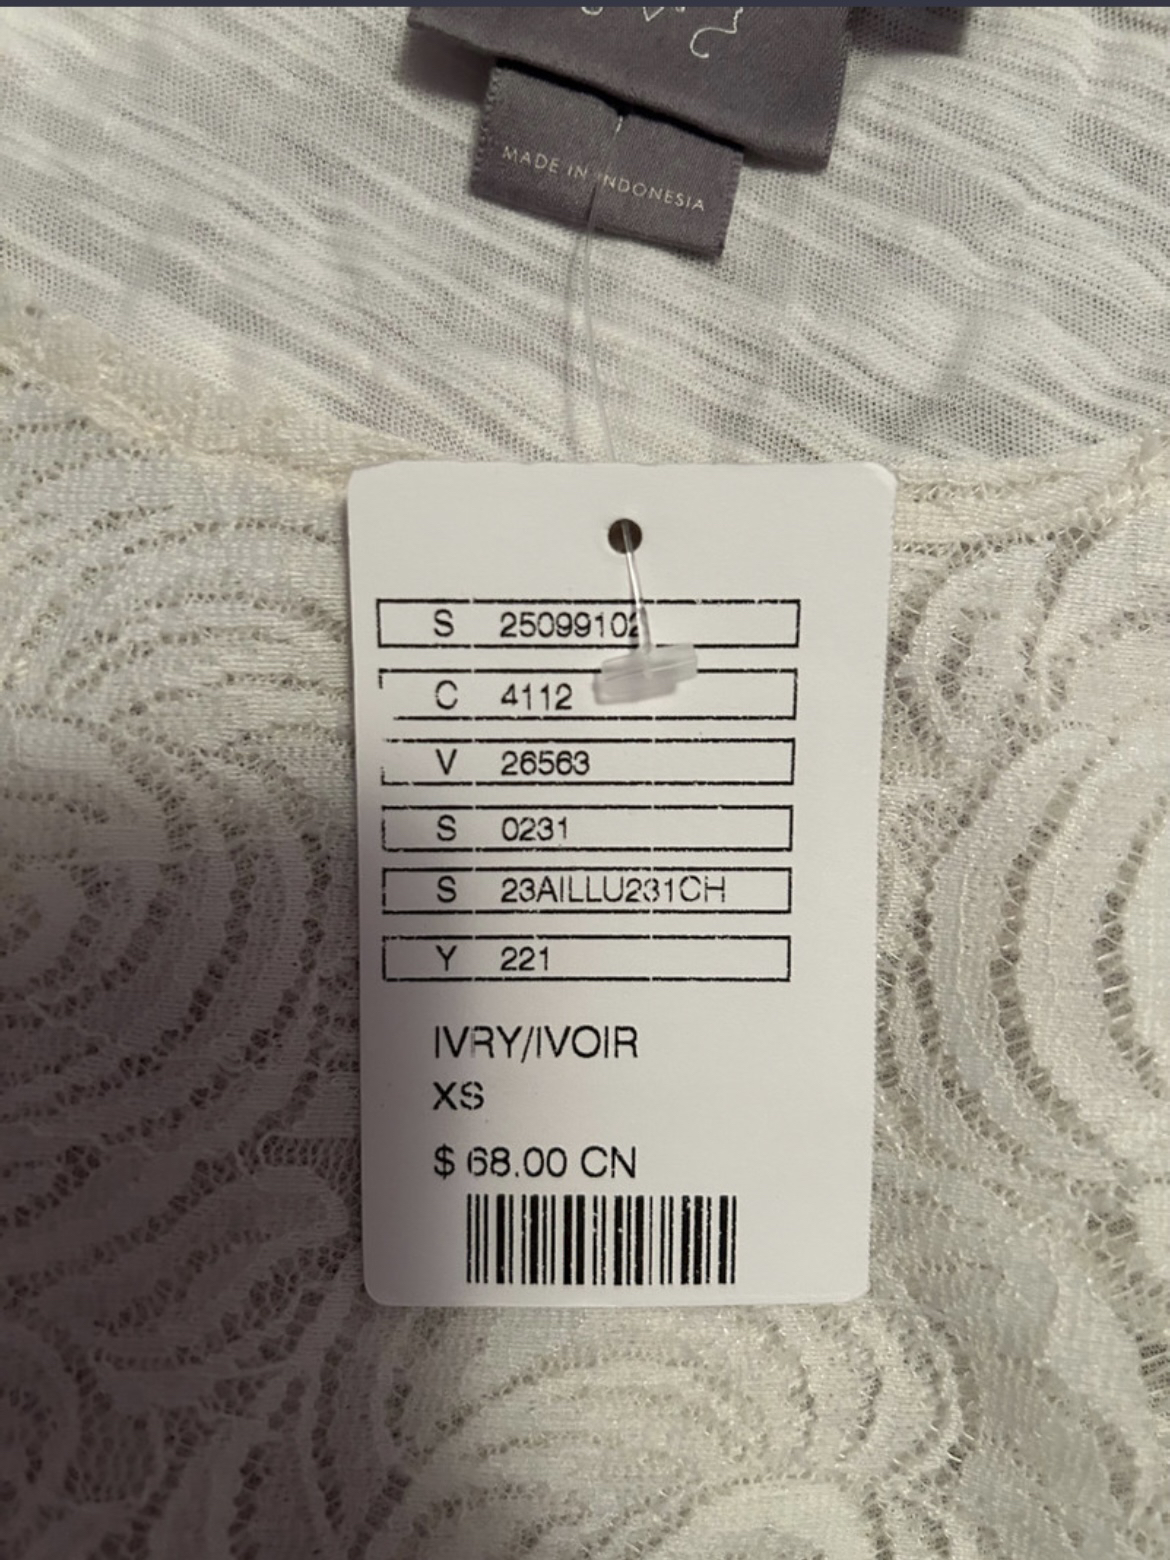 MADE IN INDONESIA
S 25099102
C 4112
V 26563
S 0231
S 23AILLU231CH
Y 221
IVRY/IVOIR
XS
$ 68.00 CN